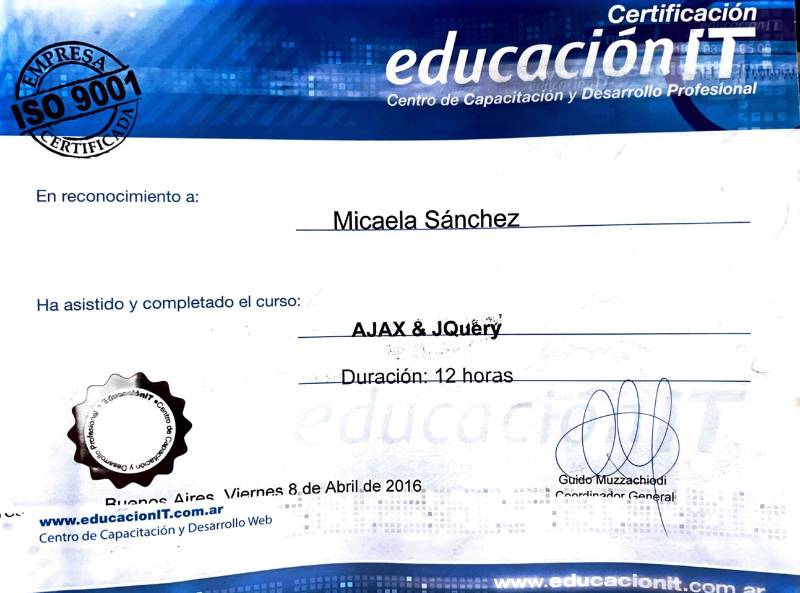 Certificación
educaciónIT
Centro de Capacitación y Desarrollo Profesional
EMPRESA
ISO 9001
CERTIFICADA
En reconocimiento a:
Micaela Sánchez
Ha asistido y completado el curso:
AJAX & JQuery
Duración: 12 horas
educaciónIT
EducaciónIT • Centro de Capacitación y Desarrollo Profesional
Guido Muzzachiodi
Coordinador General
Buenos Aires, Viernes 8 de Abril de 2016
www.educacionIT.com.ar
Centro de Capacitación y Desarrollo Web
www.educacionit.com.ar